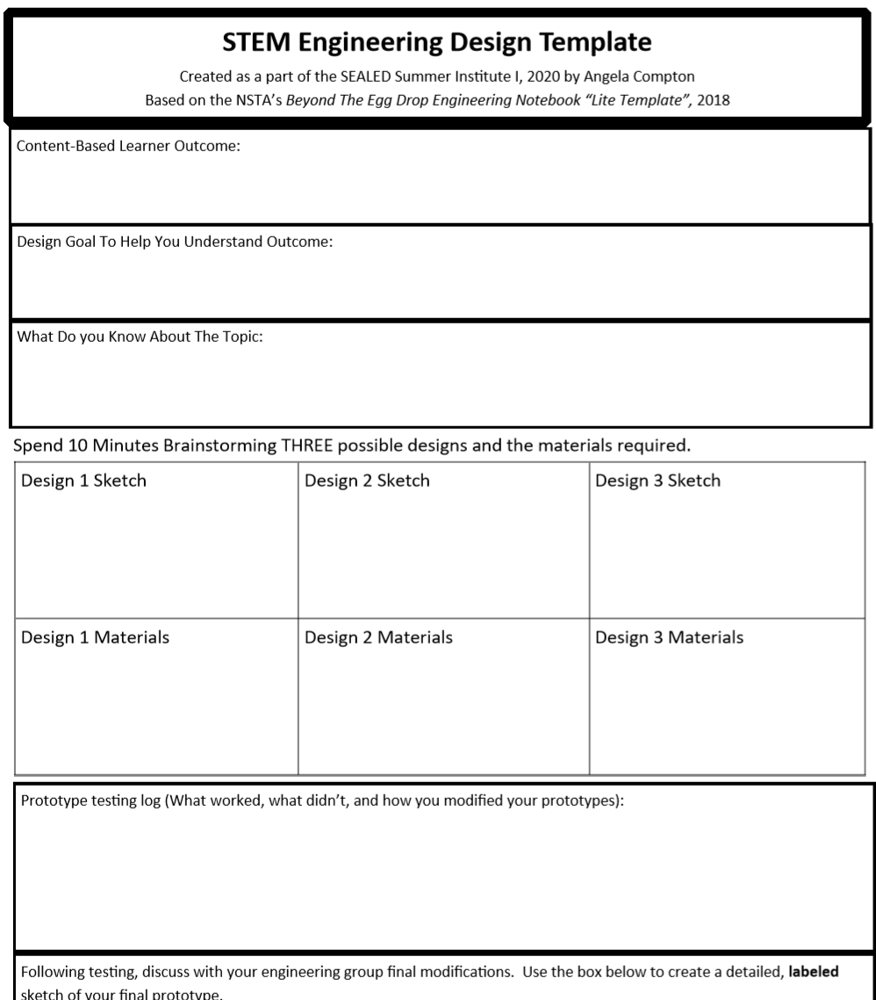 STEM Engineering Design Template
Created as a part of the SEALED Summer Institute I, 2020 by Angela Compton
Based on the NSTA’s Beyond The Egg Drop Engineering Notebook “Lite Template”, 2018
Content-Based Learner Outcome:
Design Goal To Help You Understand Outcome:
What Do you Know About The Topic:
Spend 10 Minutes Brainstorming THREE possible designs and the materials required.
Design 1 Sketch
Design 2 Sketch
Design 3 Sketch
Design 1 Materials
Design 2 Materials
Design 3 Materials
Prototype testing log (What worked, what didn’t, and how you modified your prototypes):
Following testing, discuss with your engineering group final modifications.  Use the box below to create a detailed, labeled
sketch of your final prototype.